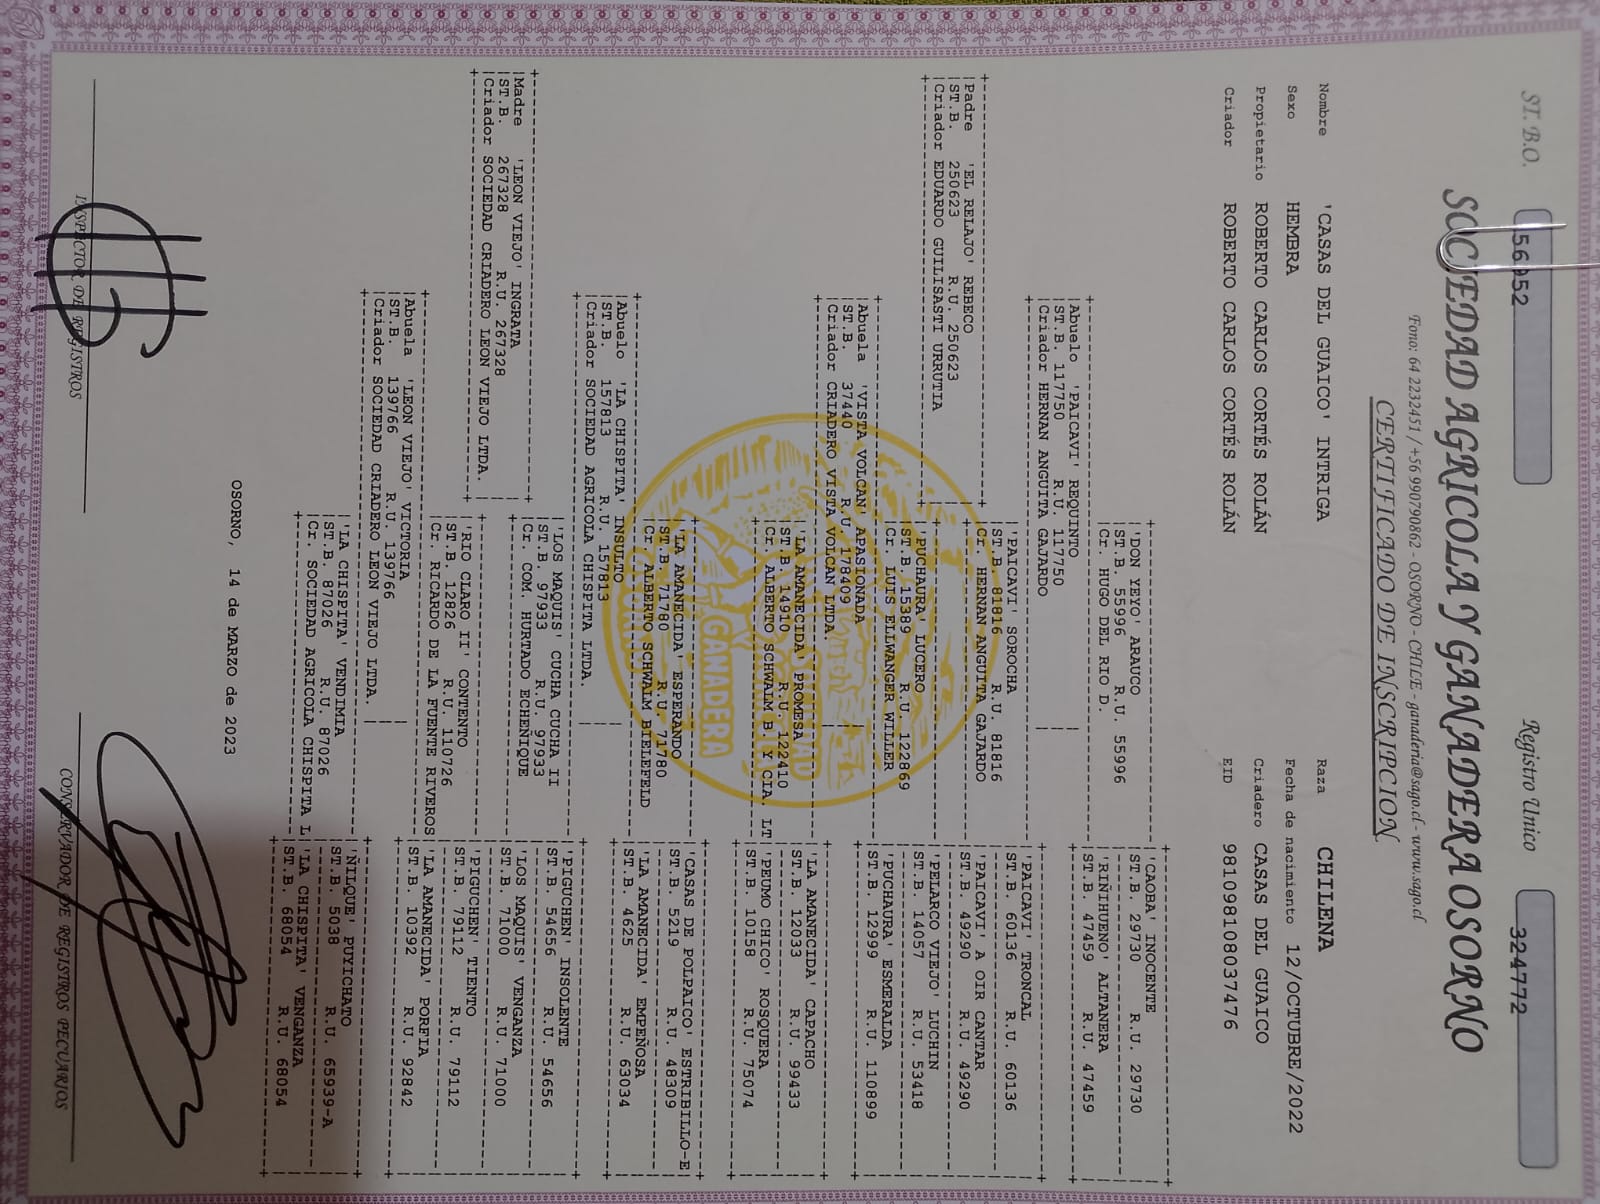 ST. B.O. 56952 Registro Unico 324772
SOCIEDAD AGRICOLA Y GANADERA OSORNO
Fono: 64 2232451 / +56 990790862 - OSORNO - CHILE - ganaderia@sago.cl - www.sago.cl
CERTIFICADO DE INSCRIPCION
Nombre 'CASAS DEL GUAICO' INTRIGA Raza CHILENA
Sexo HEMBRA Fecha de nacimiento 12/OCTUBRE/2022
Propietario ROBERTO CARLOS CORTÉS ROLÁN Criadero CASAS DEL GUAICO
Criador ROBERTO CARLOS CORTÉS ROLÁN EID 981098108037476
'CAOBA' INOCENTE
ST.B. 29730 R.U. 29730
'DON YEYO' ARAUCO
ST.B. 55996 R.U. 55996
Cr. HUGO DEL RIO D.
'RIÑIHUENO' ALTANERA
ST.B. 47459 R.U. 47459
Abuelo 'PAICAVI' REQUINTO
ST.B. 117750 R.U. 117750
Criador HERNAN ANGUITA GAJARDO
'PAICAVI' TRONCAL
ST.B. 60136 R.U. 60136
'PAICAVI' SOROCHA
ST.B. 81816 R.U. 81816
Cr. HERNAN ANGUITA GAJARDO
'PAICAVI' A OIR CANTAR
ST.B. 49290 R.U. 49290
Padre 'EL RELAJO' REBECO
ST.B. 250623 R.U. 250623
Criador EDUARDO GUILISASTI URRUTIA
'PELARCO VIEJO' LUCHIN
ST.B. 14057 R.U. 53418
'PUCHAURA' LUCERO
ST.B. 15389 R.U. 122869
Cr. LUIS ELLWANGER WILLER
'PUCHAURA' ESMERALDA
ST.B. 12999 R.U. 110899
Abuela 'VISTA VOLCAN' APASIONADA
ST.B. 37440 R.U. 178409
Criador CRIADERO VISTA VOLCAN LTDA.
'LA AMANECIDA' CAPACHO
ST.B. 12033 R.U. 99433
'LA AMANECIDA' PROMESA
ST.B. 14910 R.U. 122410
Cr. ALBERTO SCHWALM B. Y CIA. LT
'PEUMO CHICO' ROSQUERA
ST.B. 10158 R.U. 75074
SOCIEDAD
AGRICOLA
Y GANADERA
OSORNO
'CASAS DE POLPAICO' ESTRIBILLO-E
ST.B. 5219 R.U. 48309
'LA AMANECIDA' ESPERANDO
ST.B. 71780 R.U. 71780
Cr. ALBERTO SCHWALM BIELEFELD
'LA AMANECIDA' EMPEÑOSA
ST.B. 4625 R.U. 63034
Abuelo 'LA CHISPITA' INSULTO
ST.B. 157813 R.U. 157813
Criador SOCIEDAD AGRICOLA CHISPITA LTDA.
'PIGUCHEN' INSOLENTE
ST.B. 54656 R.U. 54656
'LOS MAQUIS' CUCHA CUCHA II
ST.B. 97933 R.U. 97933
Cr. COM. HURTADO ECHENIQUE
'LOS MAQUIS' VENGANZA
ST.B. 71000 R.U. 71000
Madre 'LEON VIEJO' INGRATA
ST.B. 267328 R.U. 267328
Criador SOCIEDAD CRIADERO LEON VIEJO LTDA.
'PIGUCHEN' TIENTO
ST.B. 79112 R.U. 79112
'RIO CLARO II' CONTENTO
ST.B. 12826 R.U. 110726
Cr. RICARDO DE LA FUENTE RIVEROS
'LA AMANECIDA' PORFIA
ST.B. 10392 R.U. 92842
Abuela 'LEON VIEJO' VICTORIA
ST.B. 139766 R.U. 139766
Criador SOCIEDAD CRIADERO LEON VIEJO LTDA.
'ÑILQUE' PUYICHATO
ST.B. 5038 R.U. 65939-A
'LA CHISPITA' VENDIMIA
ST.B. 87026 R.U. 87026
Cr. SOCIEDAD AGRICOLA CHISPITA L
'LA CHISPITA' VENGANZA
ST.B. 68054 R.U. 68054
OSORNO, 14 de MARZO de 2023
INSPECTOR DE REGISTROS CONSERVADOR DE REGISTROS PECUARIOS